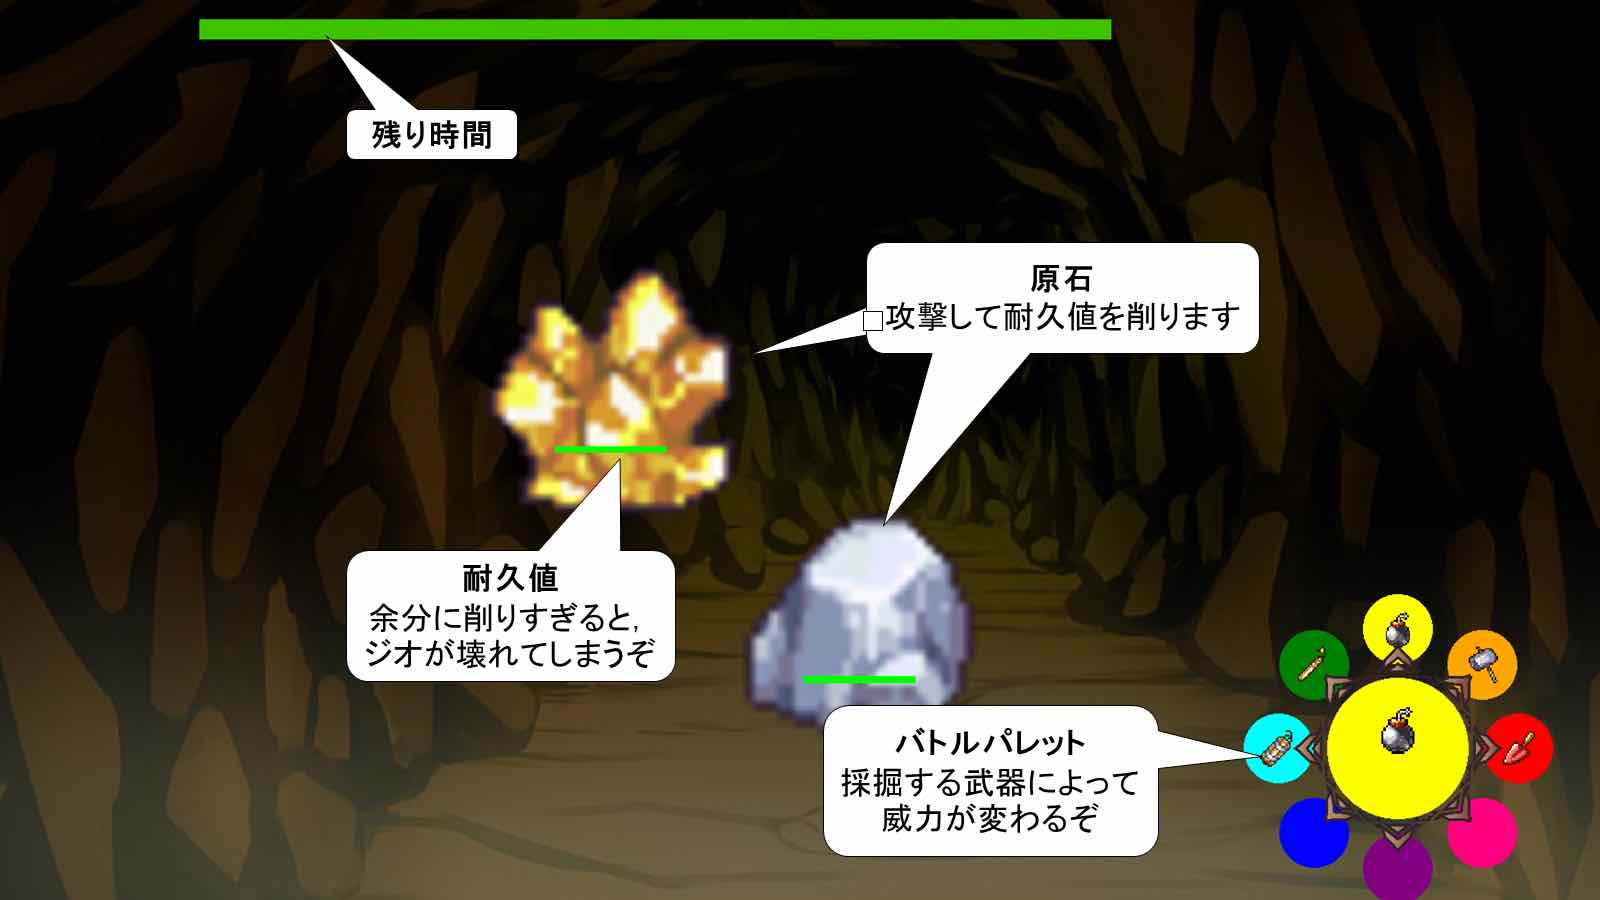 残り時間
原石
□攻撃して耐久値を削ります
耐久値
余分に削りすぎると,
ジオが壊れてしまうぞ
バトルパレット
採掘する武器によって
威力が変わるぞ